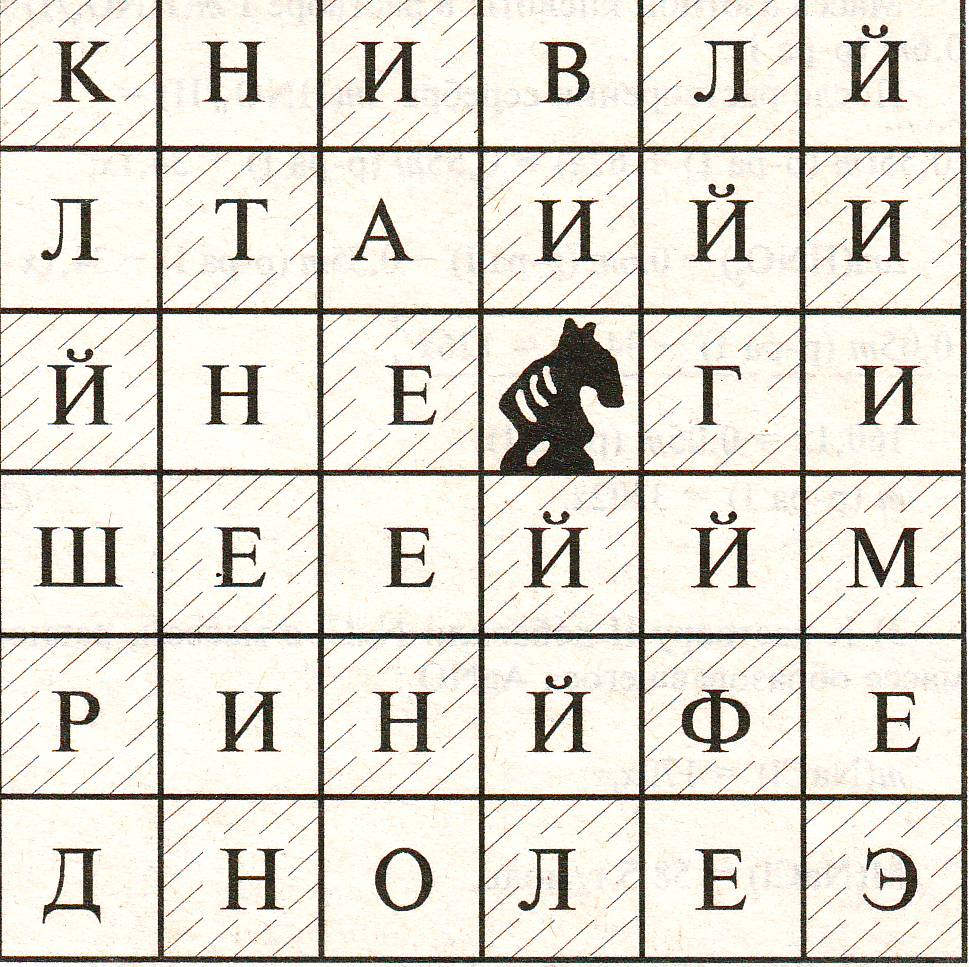 К Н И В Л Й
Л Т А И Й И
Й Н Е Г И
Ш Е Е Й Й М
Р И Н Й Ф Е
Д Н О Л Е Э